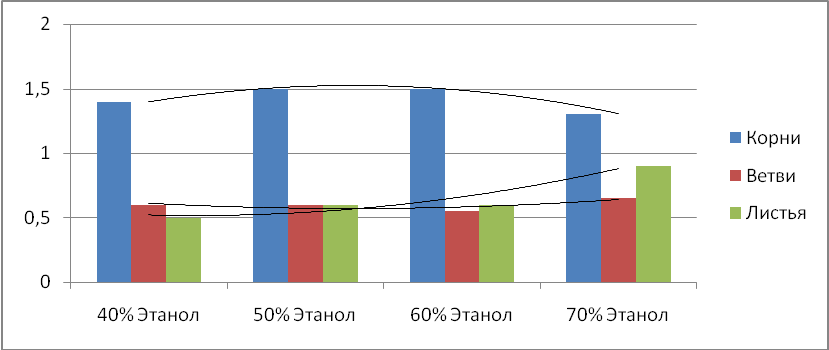 2
1,5
1
0,5
0
40% Этанол
50% Этанол
60% Этанол
70% Этанол
Корни
Ветви
Листья